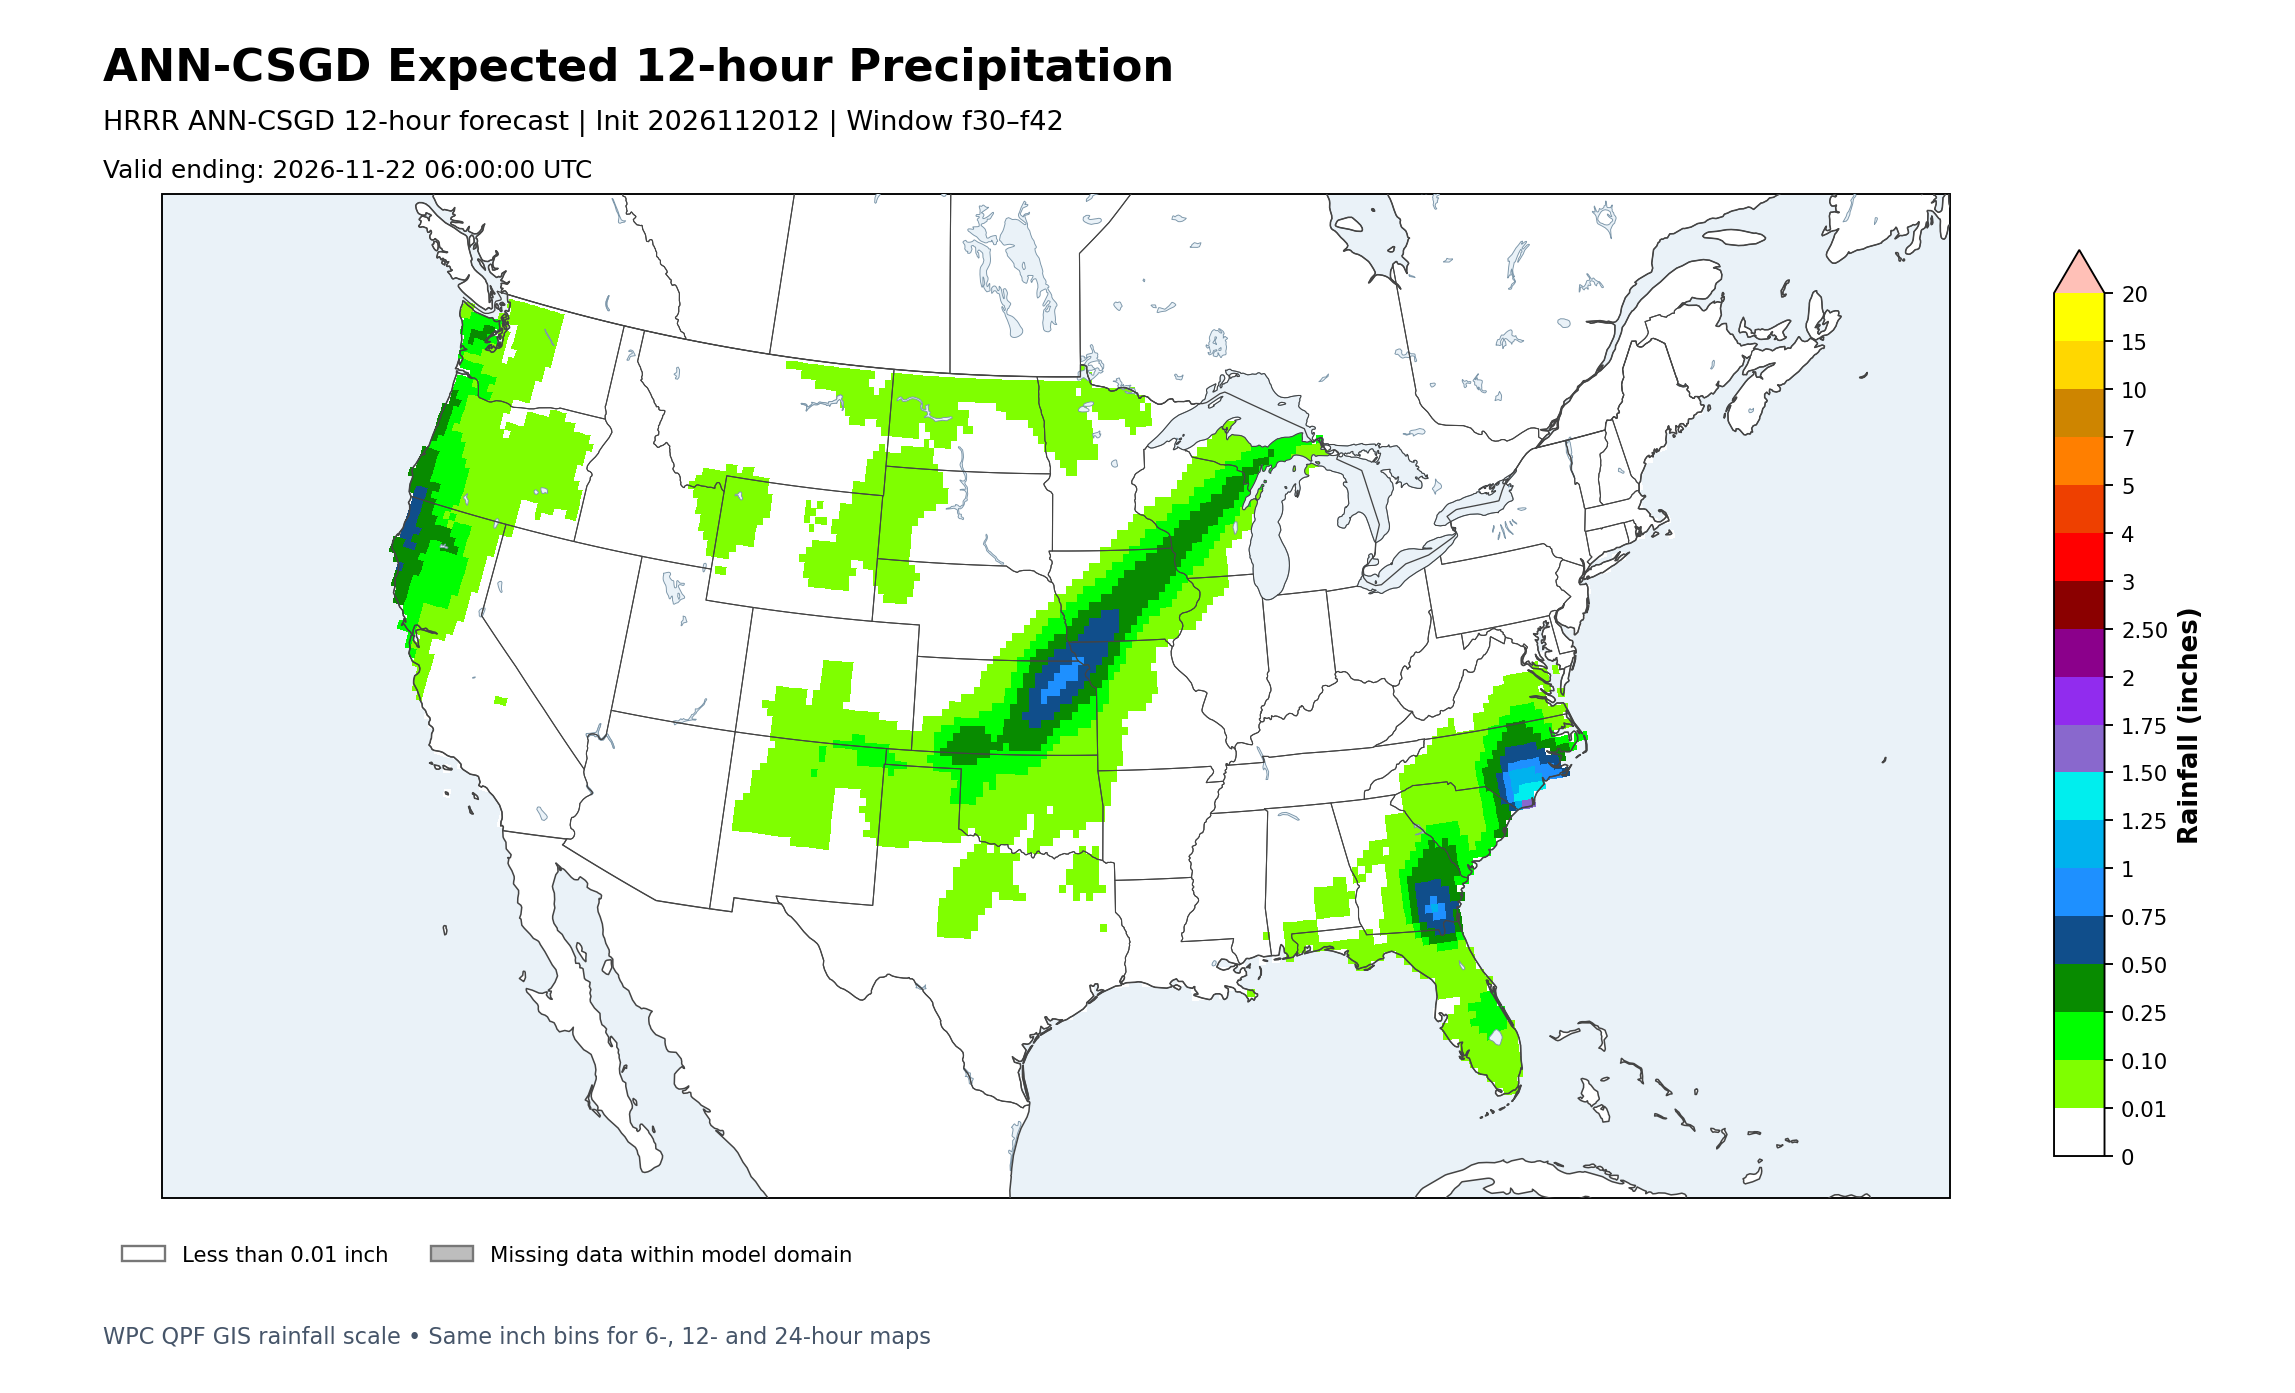 ANN-CSGD Expected 12-hour Precipitation
HRRR ANN-CSGD 12-hour forecast | Init 2026112012 | Window f30–f42
Valid ending: 2026-11-22 06:00:00 UTC
20
15
10
7
5
4
3
2.50
2
1.75
1.50
1.25
1
0.75
0.50
0.25
0.10
0.01
0
Rainfall (inches)
Less than 0.01 inch
Missing data within model domain
WPC QPF GIS rainfall scale • Same inch bins for 6-, 12- and 24-hour maps